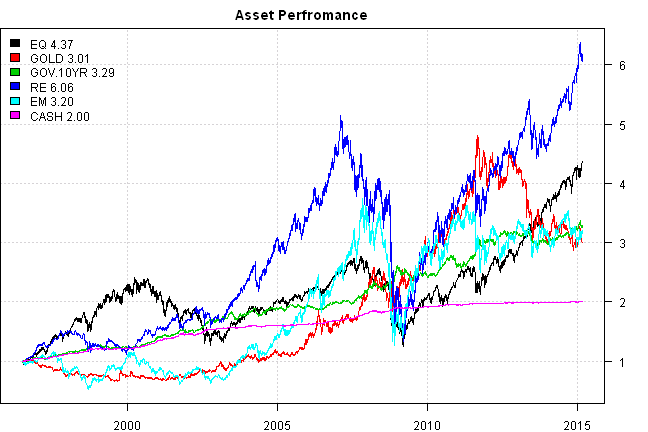 Asset Perfromance
EQ 4.37
GOLD 3.01
GOV.10YR 3.29
RE 6.06
EM 3.20
CASH 2.00
6
5
4
3
2
1
2000 2005 2010 2015